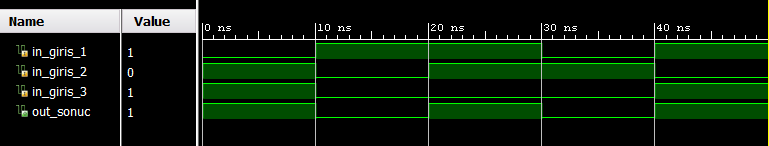 Name Value
0 ns 10 ns 20 ns 30 ns 40 ns
in_giris_1 1
in_giris_2 0
in_giris_3 1
out_sonuc 1